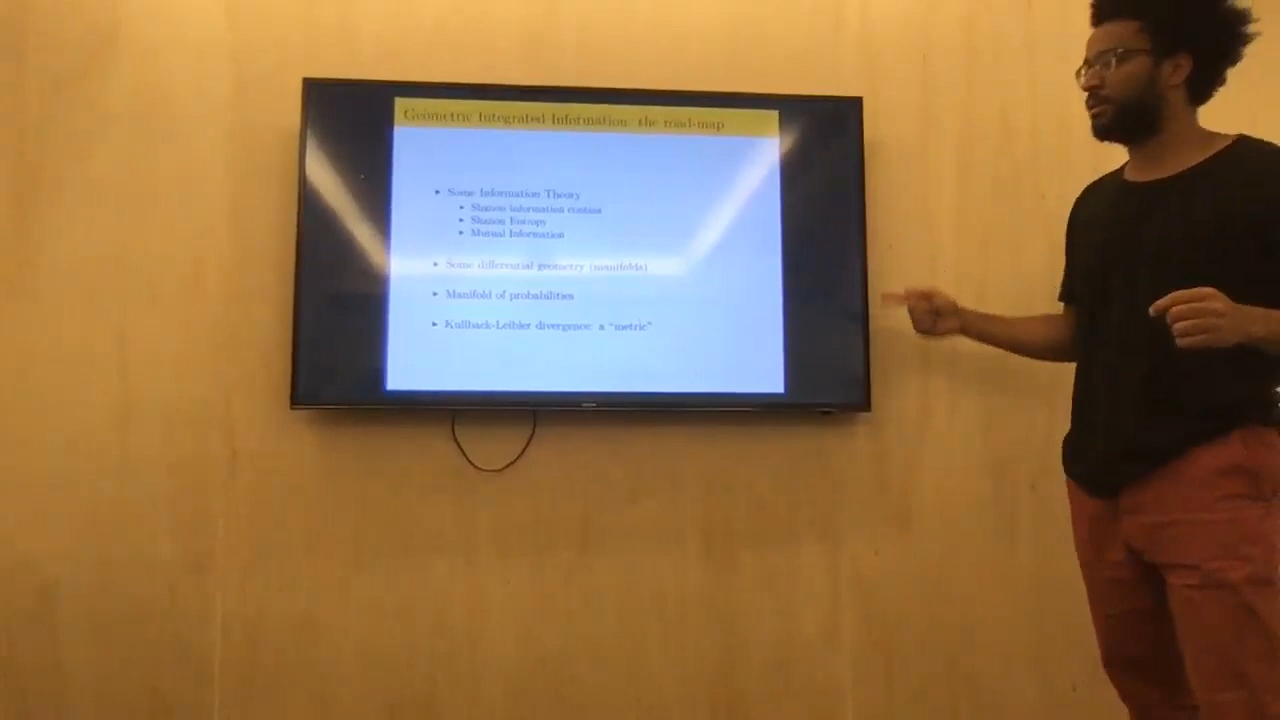 Geometric Integrated Information: the road-map
Some Information Theory
Shanon information content
Shanon Entropy
Mutual Information
Some differential geometry (manifolds)
Manifold of probabilities
Kullback-Leibler divergence: a "metric"